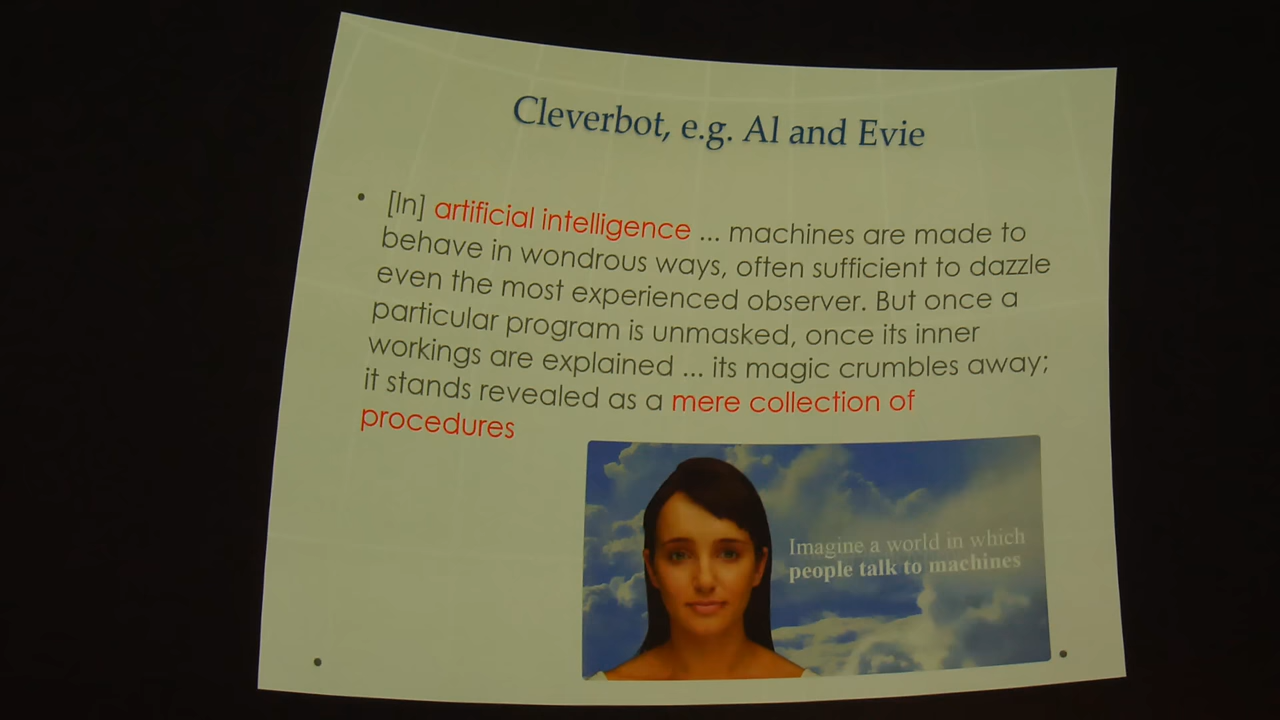 Cleverbot, e.g. Al and Evie
• [In] artificial intelligence ... machines are made to
behave in wondrous ways, often sufficient to dazzle
even the most experienced observer. But once a
particular program is unmasked, once its inner
workings are explained ... its magic crumbles away;
it stands revealed as a mere collection of
procedures
Imagine a world in which
people talk to machines